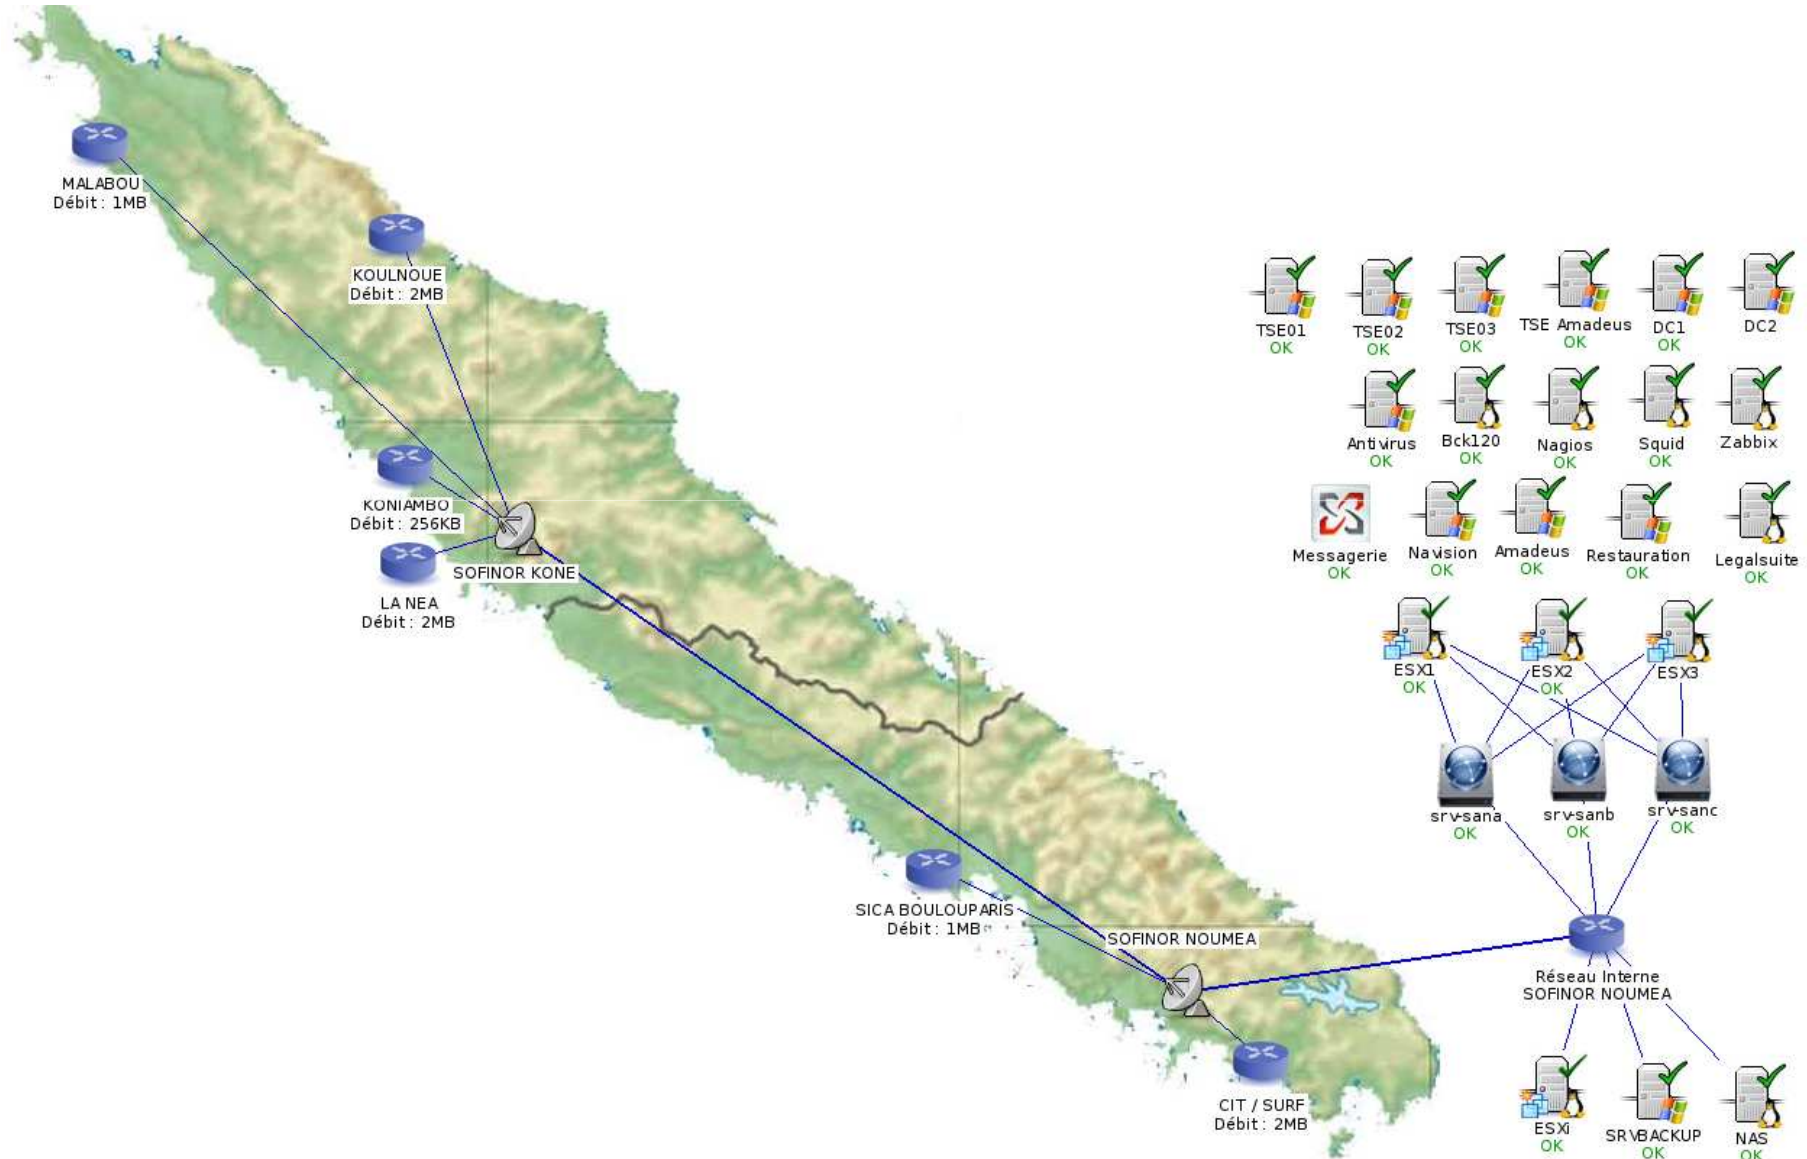 MALABOU
Débit : 1MB
KOULNOUE
Débit : 2MB
KONIAMBO
Débit : 256KB
SOFINOR KONE
LA NEA
Débit : 2MB
SICA BOULOUPARIS
Débit : 1MB
SOFINOR NOUMEA
CIT / SURF
Débit : 2MB
TSE01
OK
TSE02
OK
TSE03
OK
TSE Amadeus
OK
DC1
OK
DC2
Antivirus
OK
Bck120
OK
Nagios
OK
Squid
OK
Zabbix
Messagerie
OK
Navision
OK
Amadeus
OK
Restauration
OK
Legalsuite
OK
ESX1
OK
ESX2
OK
ESX3
srv-sana
OK
srv-sanb
OK
srv-sanc
OK
Réseau Interne
SOFINOR NOUMEA
ESXi
OK
SRVBACKUP
OK
NAS
OK